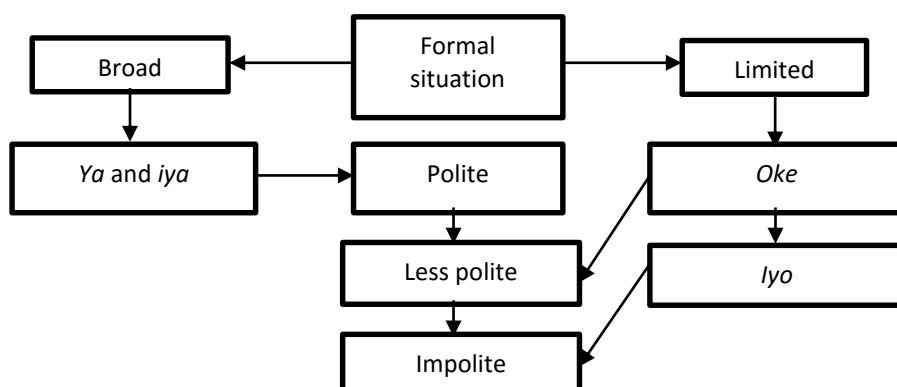 Formal
situation
Broad
Limited
Ya and iya
Polite
Oke
Less polite
Iyo
Impolite